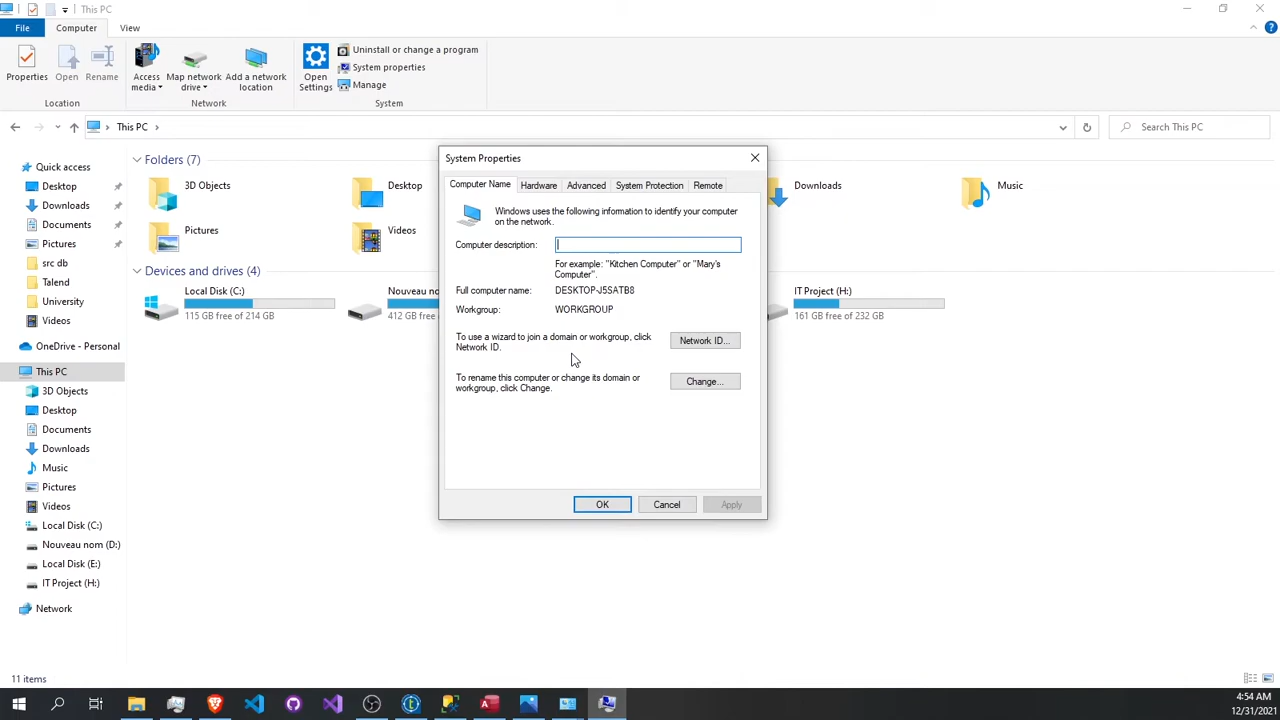 This PC
File
Computer
View
Properties
Open
Rename
Access media
Map network drive
Add a network location
Open Settings
Uninstall or change a program
System properties
Manage
Location
Network
System
This PC
Search This PC
Quick access
Desktop
Downloads
Documents
Pictures
src db
Talend
University
Videos
OneDrive - Personal
This PC
3D Objects
Desktop
Documents
Downloads
Music
Pictures
Videos
Local Disk (C:)
Nouveau nom (D:)
Local Disk (E:)
IT Project (H:)
Network
Folders (7)
3D Objects
Desktop
Downloads
Music
Pictures
Videos
Devices and drives (4)
Local Disk (C:)
115 GB free of 214 GB
Nouveau
412 GB free
IT Project (H:)
161 GB free of 232 GB
System Properties
Computer Name
Hardware
Advanced
System Protection
Remote
Windows uses the following information to identify your computer
on the network.
Computer description:
For example: "Kitchen Computer" or "Mary's
Computer".
Full computer name:
DESKTOP-J5SATB8
Workgroup:
WORKGROUP
To use a wizard to join a domain or workgroup, click
Network ID.
Network ID...
To rename this computer or change its domain or
workgroup, click Change.
Change...
OK
Cancel
Apply
11 items
4:54 AM
12/31/2021